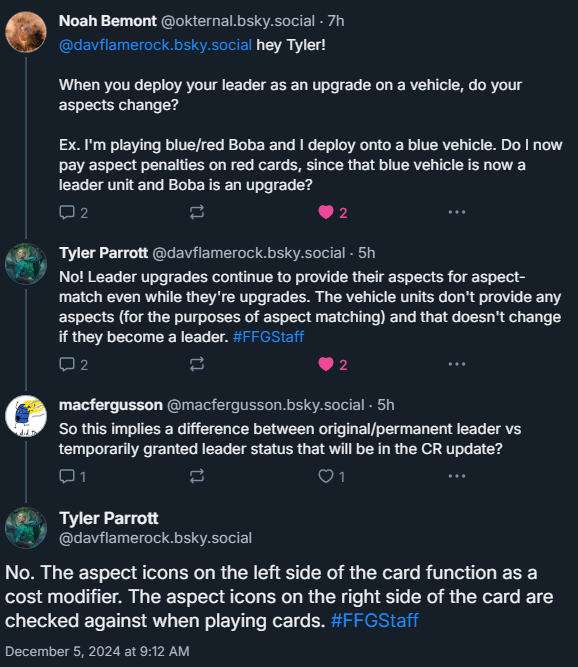 Noah Bemont @okternal.bsky.social · 7h
@davflamerock.bsky.social hey Tyler!
When you deploy your leader as an upgrade on a vehicle, do your
aspects change?
Ex. I'm playing blue/red Boba and I deploy onto a blue vehicle. Do I now
pay aspect penalties on red cards, since that blue vehicle is now a
leader unit and Boba is an upgrade?
2 2
Tyler Parrott @davflamerock.bsky.social · 5h
No! Leader upgrades continue to provide their aspects for aspect-
match even while they're upgrades. The vehicle units don't provide any
aspects (for the purposes of aspect matching) and that doesn't change
if they become a leader. #FFGStaff
2 2
macfergusson @macfergusson.bsky.social · 5h
So this implies a difference between original/permanent leader vs
temporarily granted leader status that will be in the CR update?
1 1
Tyler Parrott
@davflamerock.bsky.social
No. The aspect icons on the left side of the card function as a
cost modifier. The aspect icons on the right side of the card are
checked against when playing cards. #FFGStaff
December 5, 2024 at 9:12 AM